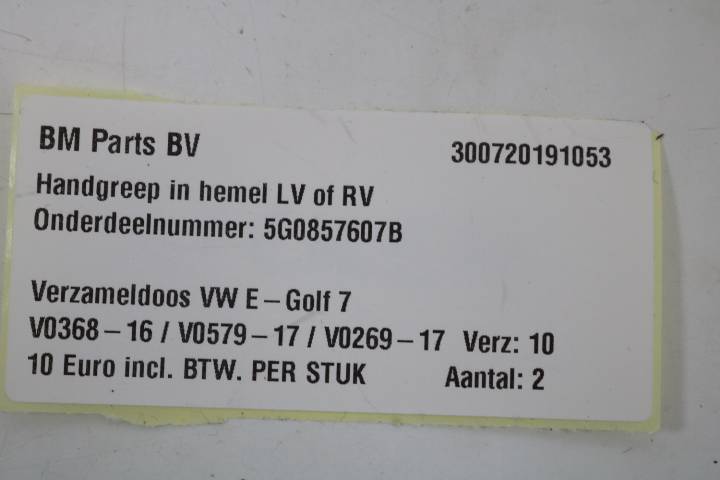 BM Parts BV 300720191053
Handgreep in hemel LV of RV
Onderdeelnummer: 5G0857607B
Verzameldoos VW E-Golf 7
V0368-16 / V0579-17 / V0269-17 Verz: 10
10 Euro incl. BTW. PER STUK Aantal: 2